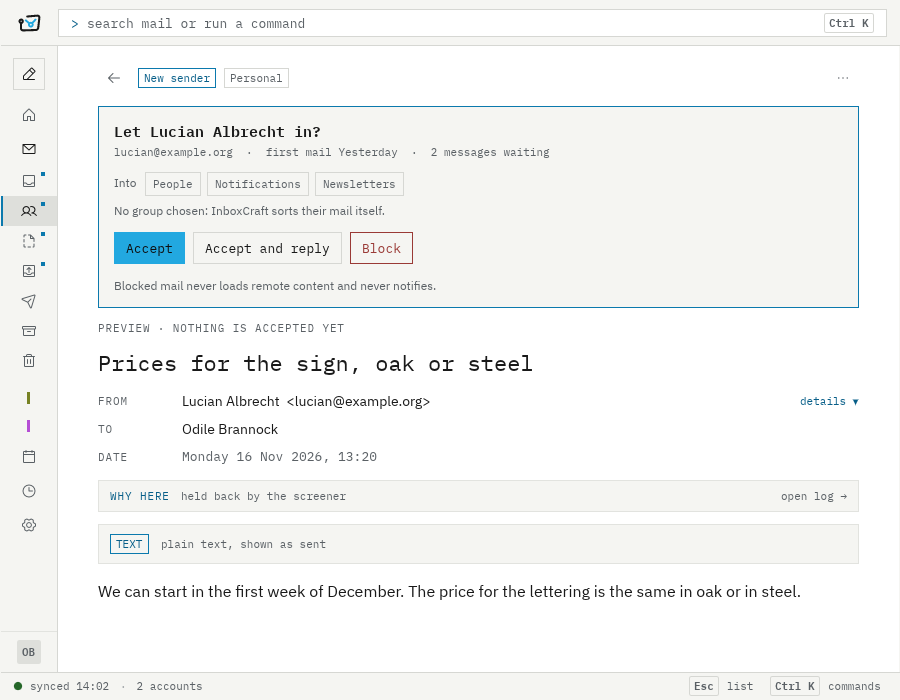 > search mail or run a command Ctrl K
New sender Personal ...
Let Lucian Albrecht in?
lucian@example.org · first mail Yesterday · 2 messages waiting
Into People Notifications Newsletters
No group chosen: InboxCraft sorts their mail itself.
Accept Accept and reply Block
Blocked mail never loads remote content and never notifies.
PREVIEW · NOTHING IS ACCEPTED YET
Prices for the sign, oak or steel
FROM Lucian Albrecht <lucian@example.org> details ▾
TO Odile Brannock
DATE Monday 16 Nov 2026, 13:20
WHY HERE held back by the screener open log →
TEXT plain text, shown as sent
We can start in the first week of December. The price for the lettering is the same in oak or in steel.
OB
synced 14:02 · 2 accounts Esc list Ctrl K commands